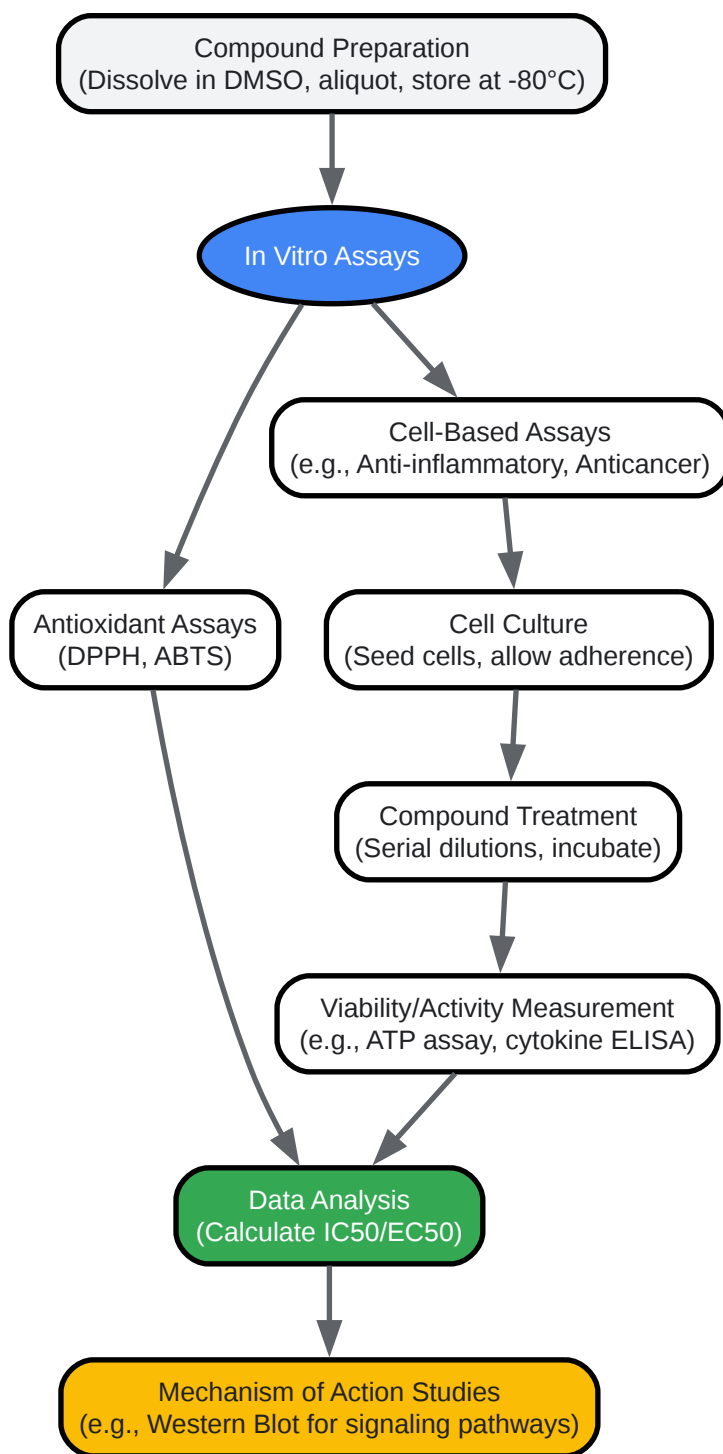 Compound Preparation
(Dissolve in DMSO, aliquot, store at -80°C)
In Vitro Assays
Cell-Based Assays
(e.g., Anti-inflammatory, Anticancer)
Antioxidant Assays
(DPPH, ABTS)
Cell Culture
(Seed cells, allow adherence)
Compound Treatment
(Serial dilutions, incubate)
Viability/Activity Measurement
(e.g., ATP assay, cytokine ELISA)
Data Analysis
(Calculate IC50/EC50)
Mechanism of Action Studies
(e.g., Western Blot for signaling pathways)